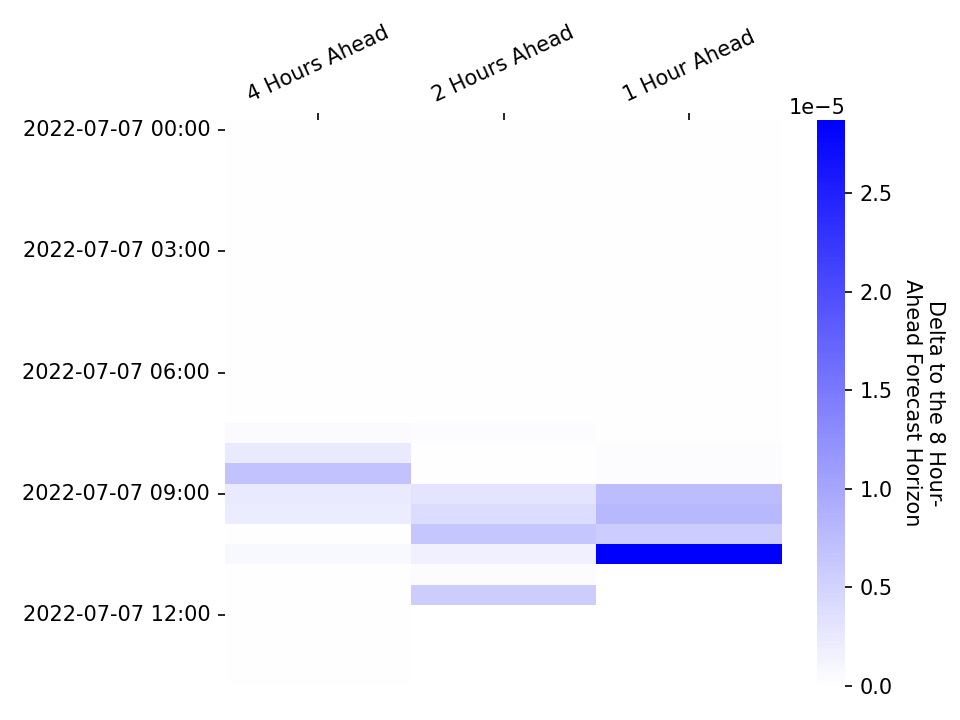 4 Hours Ahead
2 Hours Ahead
1 Hour Ahead
1e−5
2022-07-07 00:00
2022-07-07 03:00
2022-07-07 06:00
2022-07-07 09:00
2022-07-07 12:00
2.5
2.0
1.5
1.0
0.5
0.0
Delta to the 8 Hour-
Ahead Forecast Horizon